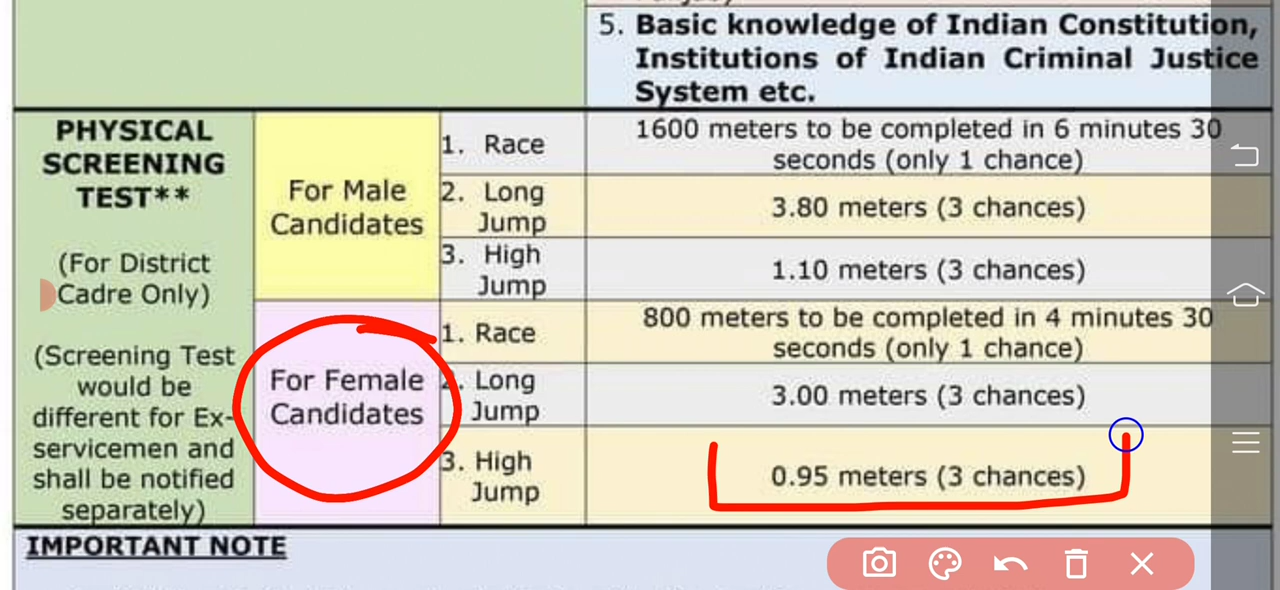 5. Basic knowledge of Indian Constitution,
Institutions of Indian Criminal Justice
System etc.
PHYSICAL
SCREENING
TEST**
(For District
Cadre Only)
(Screening Test
would be
different for Ex-
servicemen and
shall be notified
separately)
For Male
Candidates
1. Race
1600 meters to be completed in 6 minutes 30
seconds (only 1 chance)
2. Long
Jump
3.80 meters (3 chances)
3. High
Jump
1.10 meters (3 chances)
For Female
Candidates
1. Race
800 meters to be completed in 4 minutes 30
seconds (only 1 chance)
2. Long
Jump
3.00 meters (3 chances)
3. High
Jump
0.95 meters (3 chances)
IMPORTANT NOTE